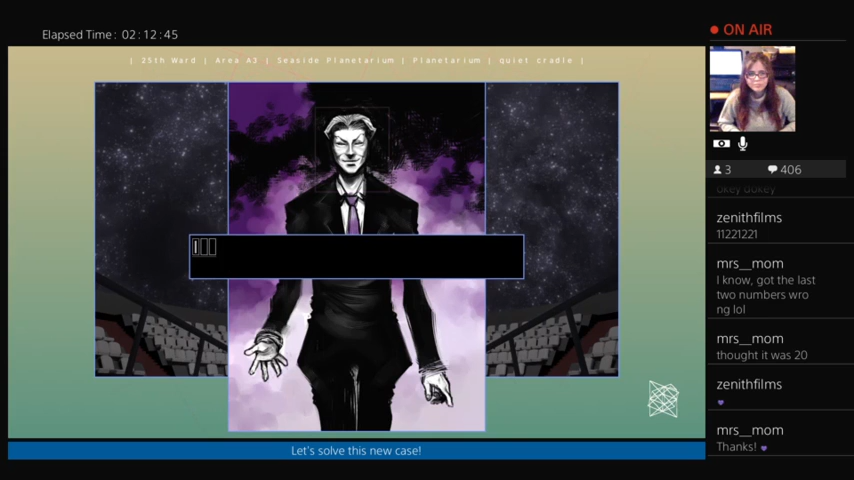 Elapsed Time: 02:12:45
ON AIR
| 25th Ward | Area A3 | Seaside Planetarium | Planetarium | quiet cradle |
3
406
okey dokey
zenithfilms
11221221
mrs__mom
I know, got the last
two numbers wro
ng lol
mrs__mom
thought it was 20
zenithfilms
mrs__mom
Thanks!
Let's solve this new case!